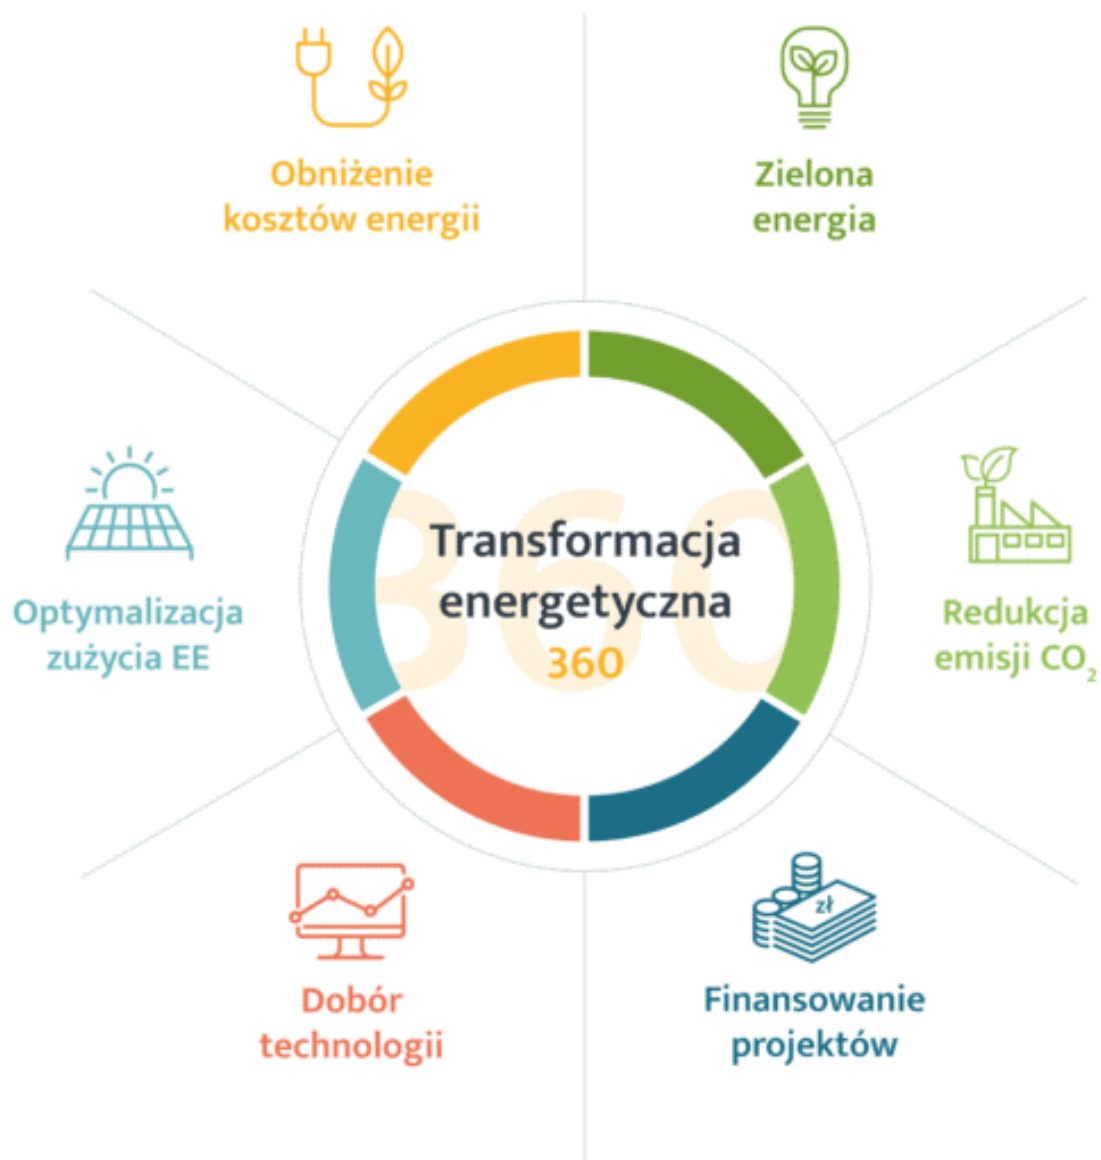 Obniżenie
kosztów energii
Zielona
energia
Optymalizacja
zużycia EE
360
Transformacja
energetyczna
360
Redukcja
emisji CO₂
zł
Dobór
technologii
Finansowanie
projektów